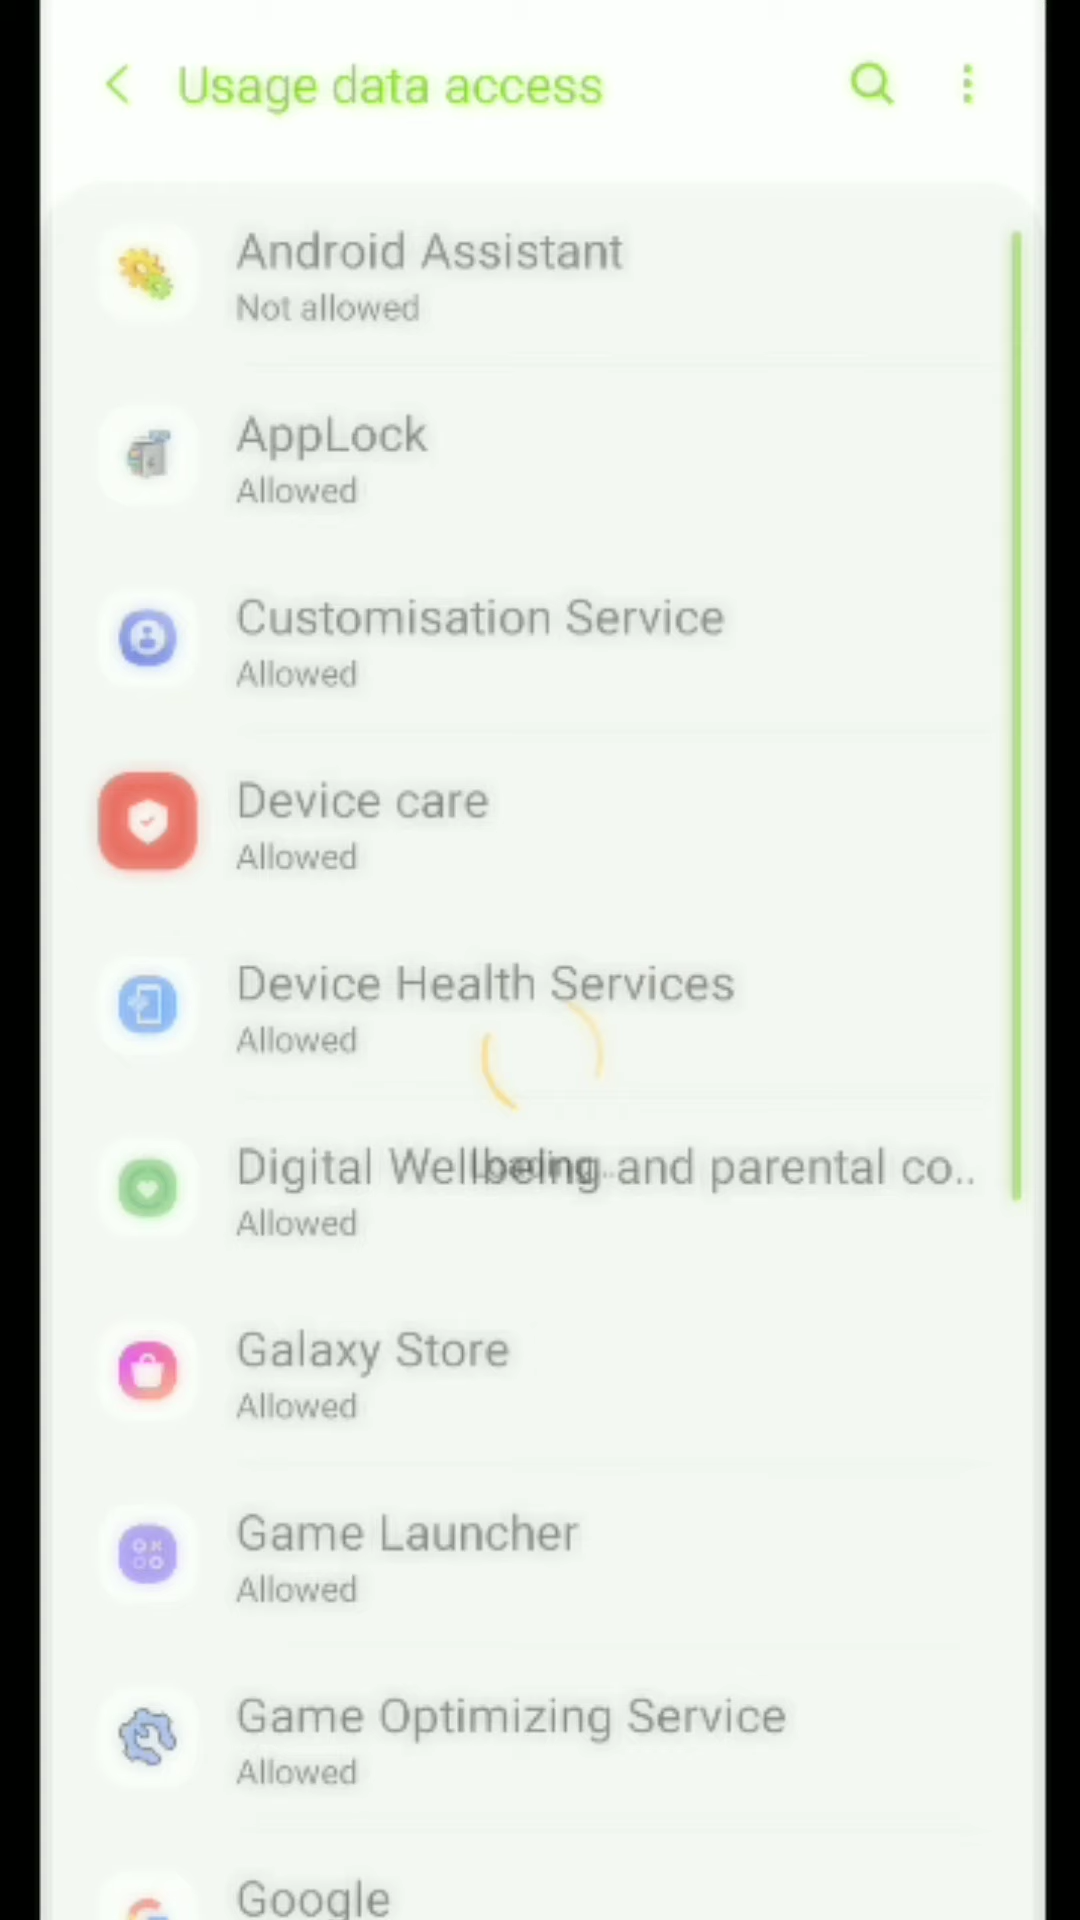 Usage data access
Android Assistant
Not allowed
AppLock
Allowed
Customisation Service
Allowed
Device care
Allowed
Device Health Services
Allowed
Digital Wellbeing and parental co..
Loading...
Allowed
Galaxy Store
Allowed
Game Launcher
Allowed
Game Optimizing Service
Allowed
Google